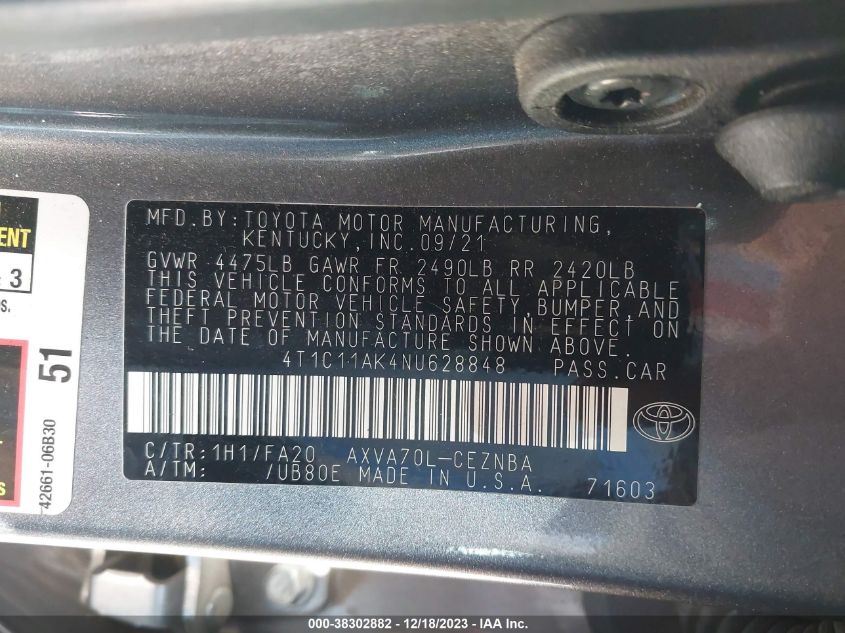 MFD. BY: TOYOTA MOTOR MANUFACTURING,
KENTUCKY, INC. 09/21
GVWR 4475LB GAWR FR 2490LB RR 2420LB
THIS VEHICLE CONFORMS TO ALL APPLICABLE
FEDERAL MOTOR VEHICLE SAFETY, BUMPER, AND
THEFT PREVENTION STANDARDS IN EFFECT ON
THE DATE OF MANUFACTURE SHOWN ABOVE.
4T1C11AK4NU628848 PASS. CAR
C/TR: 1H1/FA20 AXVA70L-CEZNBA
A/TM: /UB80E MADE IN U.S.A. 71603
3
51
42661-06B30
000-38302882 - 12/18/2023 - IAAI.com